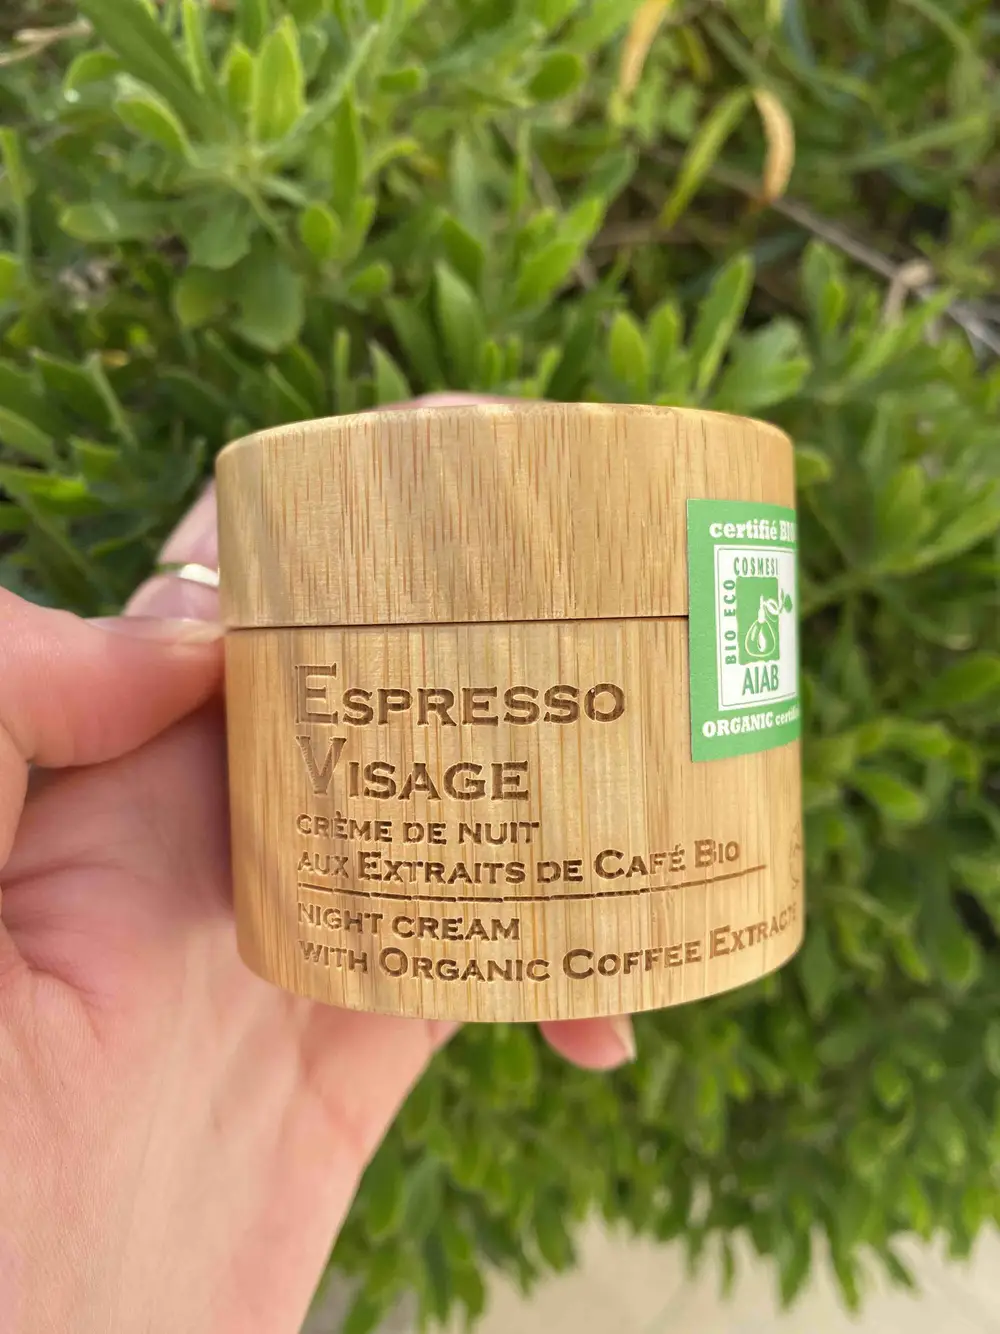 Espresso
Visage
crème de nuit
aux Extraits de Café Bio
night cream
with Organic Coffee Extracts
certifié BIO
COSMESI
BIO ECO
AIAB
ORGANIC